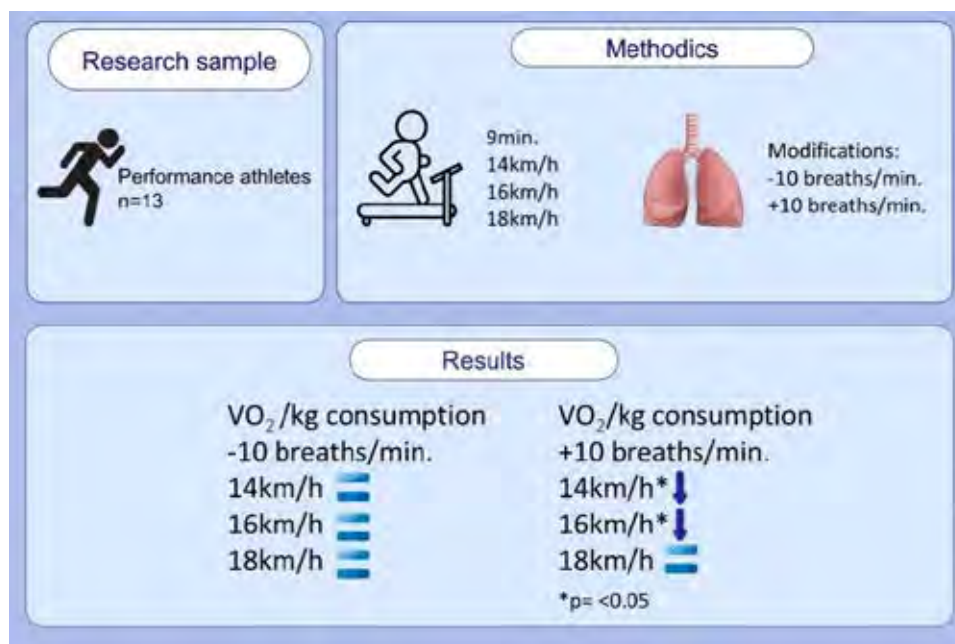 Research sample
Performance athletes
n=13
Methodics
9min.
14km/h
16km/h
18km/h
Modifications:
-10 breaths/min.
+10 breaths/min.
Results
VO₂/kg consumption
-10 breaths/min.
14km/h
16km/h
18km/h
VO₂/kg consumption
+10 breaths/min.
14km/h*
16km/h*
18km/h
*p= <0.05